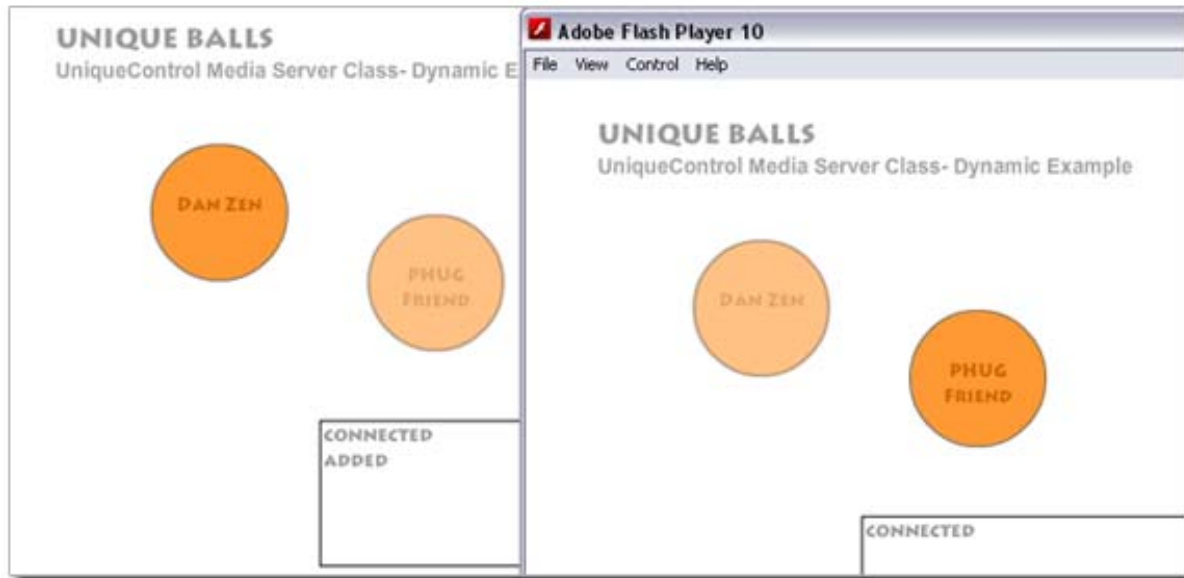 UNIQUE BALLS
UniqueControl Media Server Class- Dynamic E
DAN ZEN
PHUG
FRIEND
CONNECTED
ADDED
Adobe Flash Player 10
File View Control Help
UNIQUE BALLS
UniqueControl Media Server Class- Dynamic Example
DAN ZEN
PHUG
FRIEND
CONNECTED